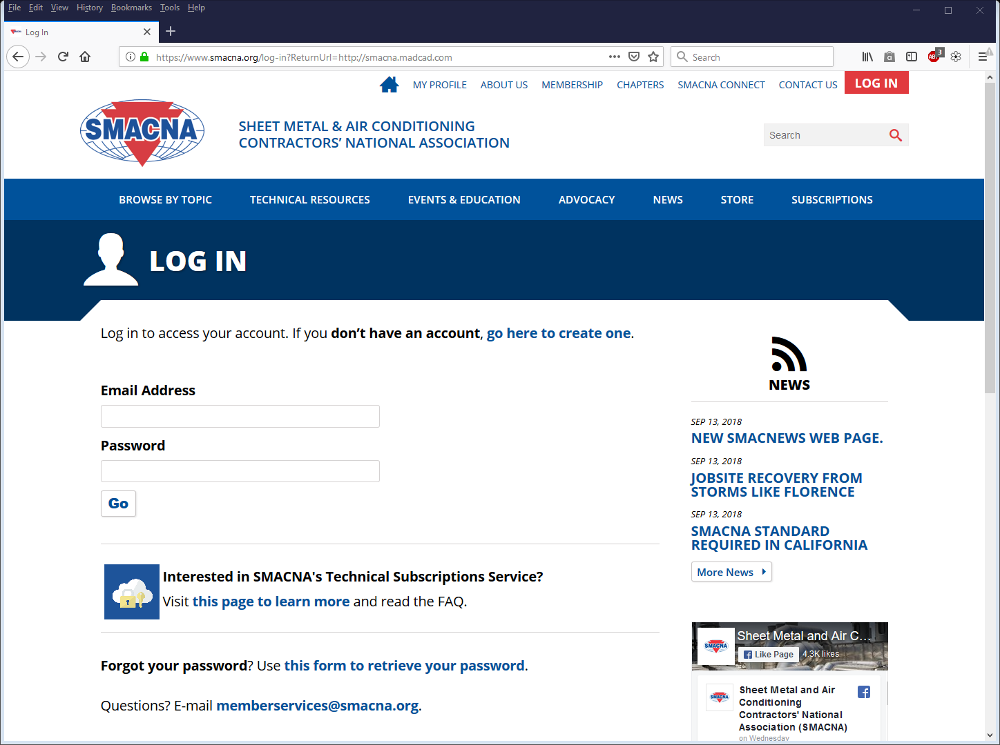 File Edit View History Bookmarks Tools Help
Log In
https://www.smacna.org/log-in?ReturnUrl=http://smacna.madcad.com
Search
ABP
3
a
MY PROFILE ABOUT US MEMBERSHIP CHAPTERS SMACNA CONNECT CONTACT US LOG IN
SMACNA
SHEET METAL & AIR CONDITIONING
CONTRACTORS’ NATIONAL ASSOCIATION
Search
BROWSE BY TOPIC TECHNICAL RESOURCES EVENTS & EDUCATION ADVOCACY NEWS STORE SUBSCRIPTIONS
LOG IN
Log in to access your account. If you don’t have an account, go here to create one.
Email Address
Password
Go
Interested in SMACNA's Technical Subscriptions Service?
Visit this page to learn more and read the FAQ.
Forgot your password? Use this form to retrieve your password.
Questions? E-mail memberservices@smacna.org.
NEWS
SEP 13, 2018
NEW SMACNEWS WEB PAGE.
SEP 13, 2018
JOBSITE RECOVERY FROM
STORMS LIKE FLORENCE
SEP 13, 2018
SMACNA STANDARD
REQUIRED IN CALIFORNIA
More News
SMACNA
Sheet Metal and Air C...
Like Page 4.3K likes
SMACNA
Sheet Metal and Air
Conditioning
Contractors' National
Association (SMACNA)
on Wednesday